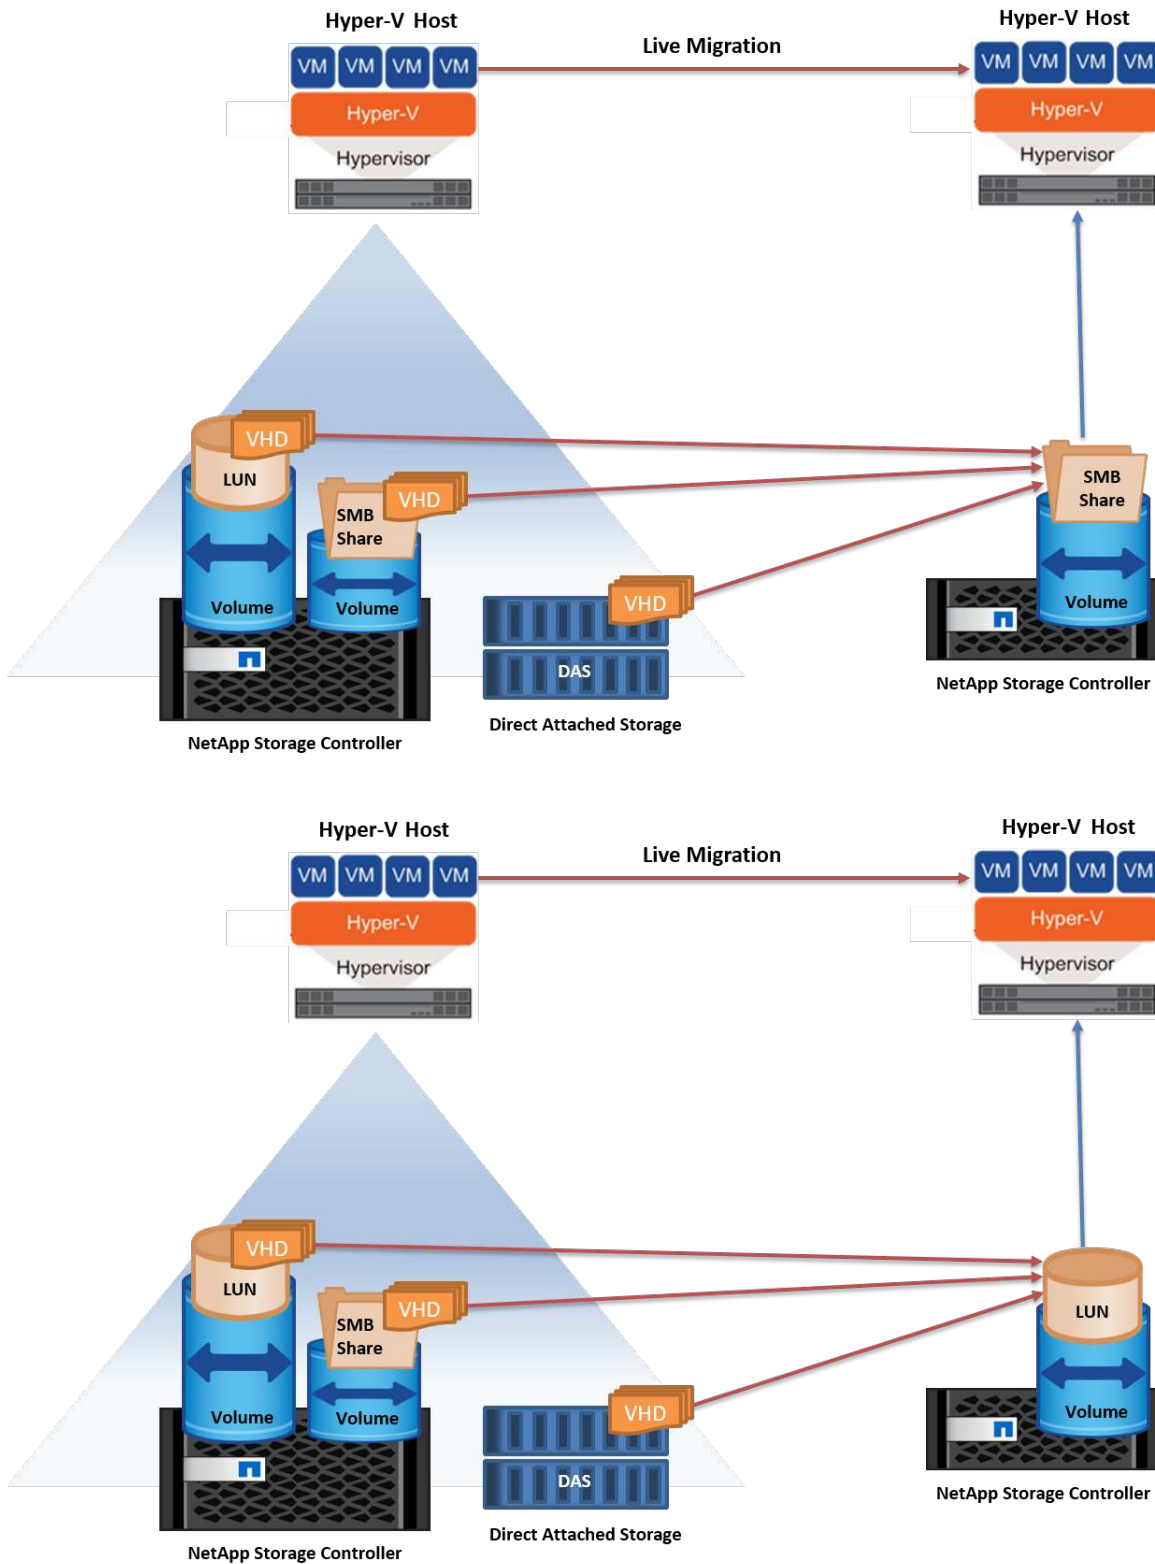 Hyper-V Host
Hyper-V Host
Live Migration
VM VM VM VM
VM VM VM VM
Hyper-V
Hyper-V
Hypervisor
Hypervisor
VHD
LUN
VHD
SMB
Share
SMB
Share
VHD
Volume
Volume
Volume
DAS
NetApp Storage Controller
Direct Attached Storage
NetApp Storage Controller
Hyper-V Host
Hyper-V Host
Live Migration
VM VM VM VM
VM VM VM VM
Hyper-V
Hyper-V
Hypervisor
Hypervisor
VHD
LUN
VHD
SMB
Share
LUN
VHD
Volume
Volume
Volume
DAS
NetApp Storage Controller
Direct Attached Storage
NetApp Storage Controller